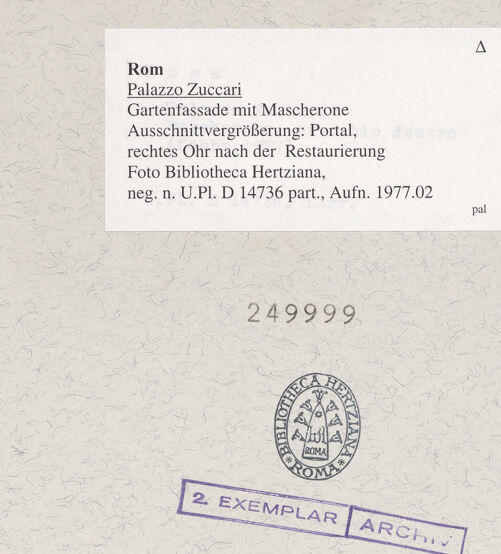 Δ
Rom
Palazzo Zuccari
Gartenfassade mit Mascherone
Ausschnittvergrößerung: Portal,
rechtes Ohr nach der  Restaurierung
Foto Bibliotheca Hertziana,
neg. n. U.Pl. D 14736 part., Aufn. 1977.02
pal
249999
BIBLIOTHECA HERTZIANA
ROMA
* ROMA *
2. EXEMPLAR ARCHIV